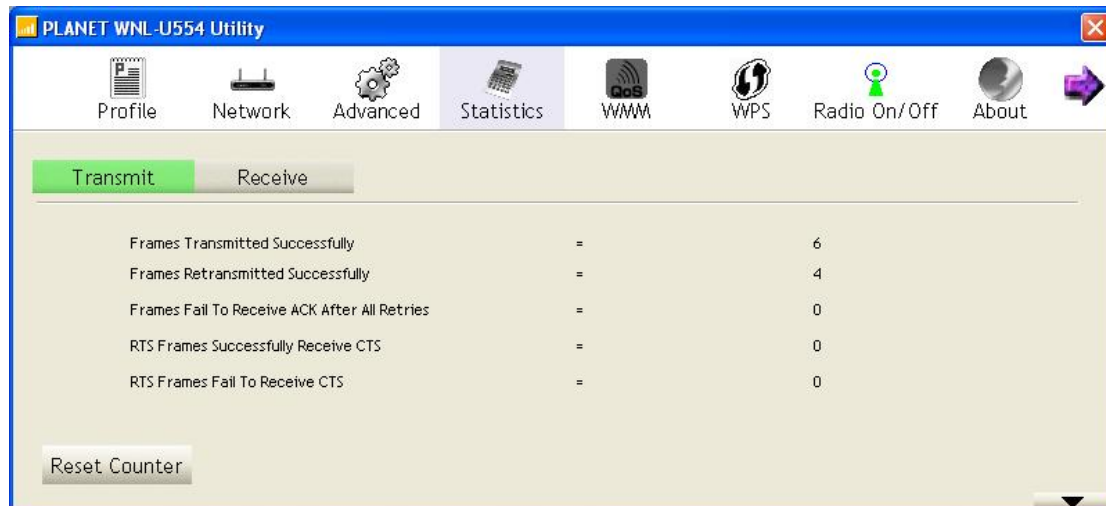 PLANET WNL-U554 Utility
Profile Network Advanced Statistics QoS WMM WPS Radio On/Off About
Transmit Receive
Frames Transmitted Successfully = 6
Frames Retransmitted Successfully = 4
Frames Fail To Receive ACK After All Retries = 0
RTS Frames Successfully Receive CTS = 0
RTS Frames Fail To Receive CTS = 0
Reset Counter